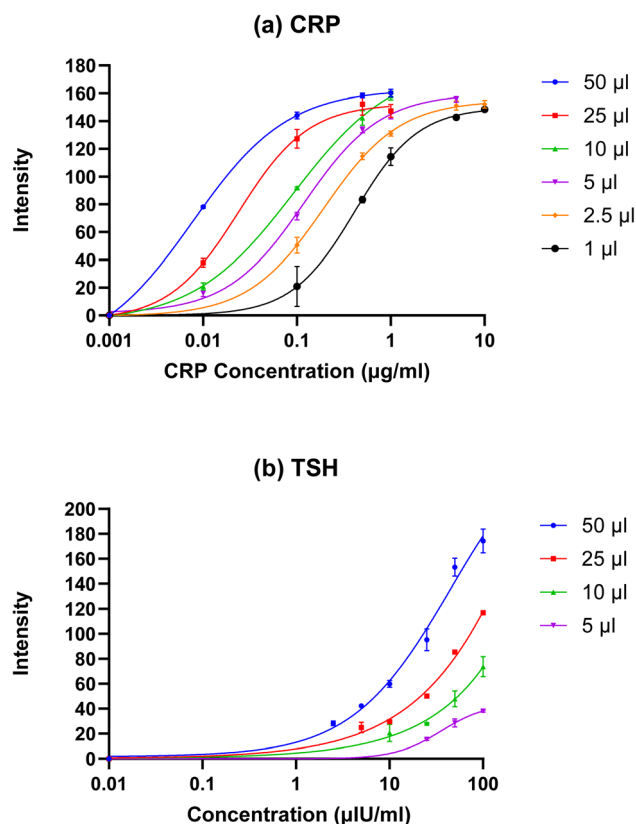 (a) CRP
Intensity
180
160
140
120
100
80
60
40
20
0
0.001
0.01
0.1
1
10
CRP Concentration (µg/ml)
50 µl
25 µl
10 µl
5 µl
2.5 µl
1 µl
(b) TSH
Intensity
200
180
160
140
120
100
80
60
40
20
0
0.01
0.1
1
10
100
Concentration (µIU/ml)
50 µl
25 µl
10 µl
5 µl